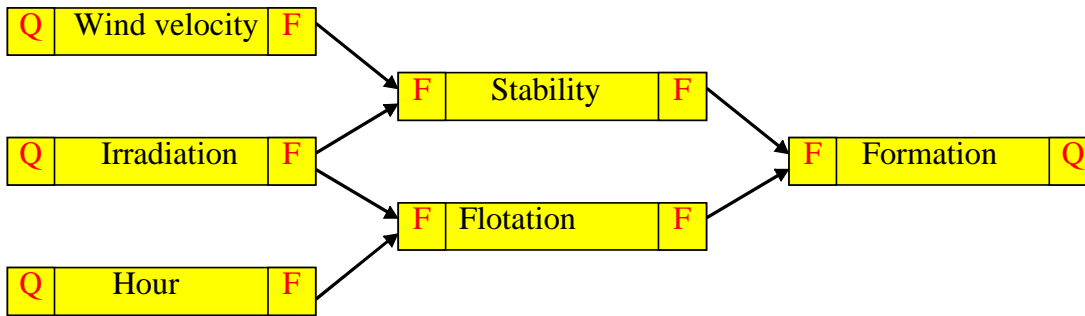 Q Wind velocity F
F Stability F
Q Irradiation F
F Formation Q
F Flotation F
Q Hour F